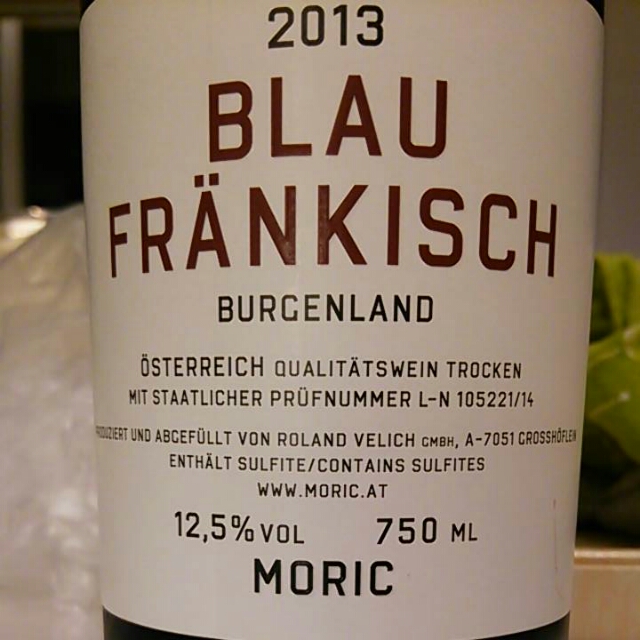 2013
BLAU
FRÄNKISCH
BURGENLAND
ÖSTERREICH QUALITÄTSWEIN TROCKEN
MIT STAATLICHER PRÜFNUMMER L-N 105221/14
UND ABGEFÜLLT VON ROLAND VELICH GMBH, A-7051 GROSSHÖFLEIN
ENTHÄLT SULFITE/CONTAINS SULFITES
WWW.MORIC.AT
12,5% VOL 750 ML
MORIC